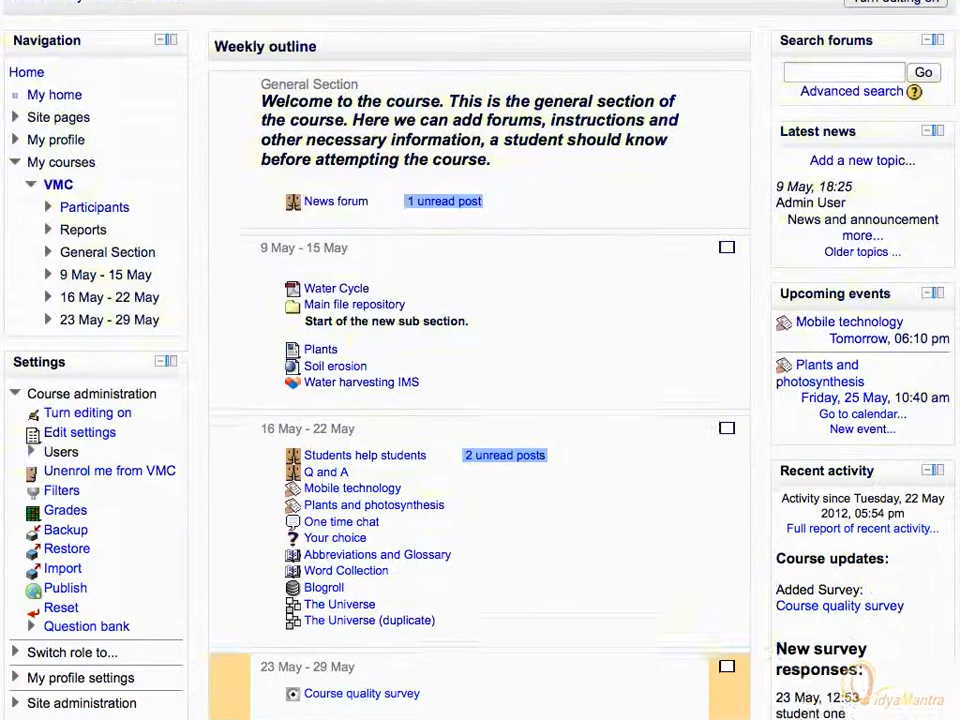 Navigation
Home
My home
Site pages
My profile
My courses
VMC
Participants
Reports
General Section
9 May - 15 May
16 May - 22 May
23 May - 29 May
Settings
Course administration
Turn editing on
Edit settings
Users
Unenrol me from VMC
Filters
Grades
Backup
Restore
Import
Publish
Reset
Question bank
Switch role to...
My profile settings
Site administration
Weekly outline
General Section
Welcome to the course. This is the general section of
the course. Here we can add forums, instructions and
other necessary information, a student should know
before attempting the course.
News forum 1 unread post
9 May - 15 May
Water Cycle
Main file repository
Start of the new sub section.
Plants
Soil erosion
Water harvesting IMS
16 May - 22 May
Students help students 2 unread posts
Q and A
Mobile technology
Plants and photosynthesis
One time chat
Your choice
Abbreviations and Glossary
Word Collection
Blogroll
The Universe
The Universe (duplicate)
23 May - 29 May
Course quality survey
Turn editing on
Search forums
Go
Advanced search
Latest news
Add a new topic...
9 May, 18:25
Admin User
News and announcement
more...
Older topics ...
Upcoming events
Mobile technology
Tomorrow, 06:10 pm
Plants and
photosynthesis
Friday, 25 May, 10:40 am
Go to calendar...
New event...
Recent activity
Activity since Tuesday, 22 May
2012, 05:54 pm
Full report of recent activity...
Course updates:
Added Survey:
Course quality survey
New survey
responses:
23 May, 12:53
student one
idyaMantra